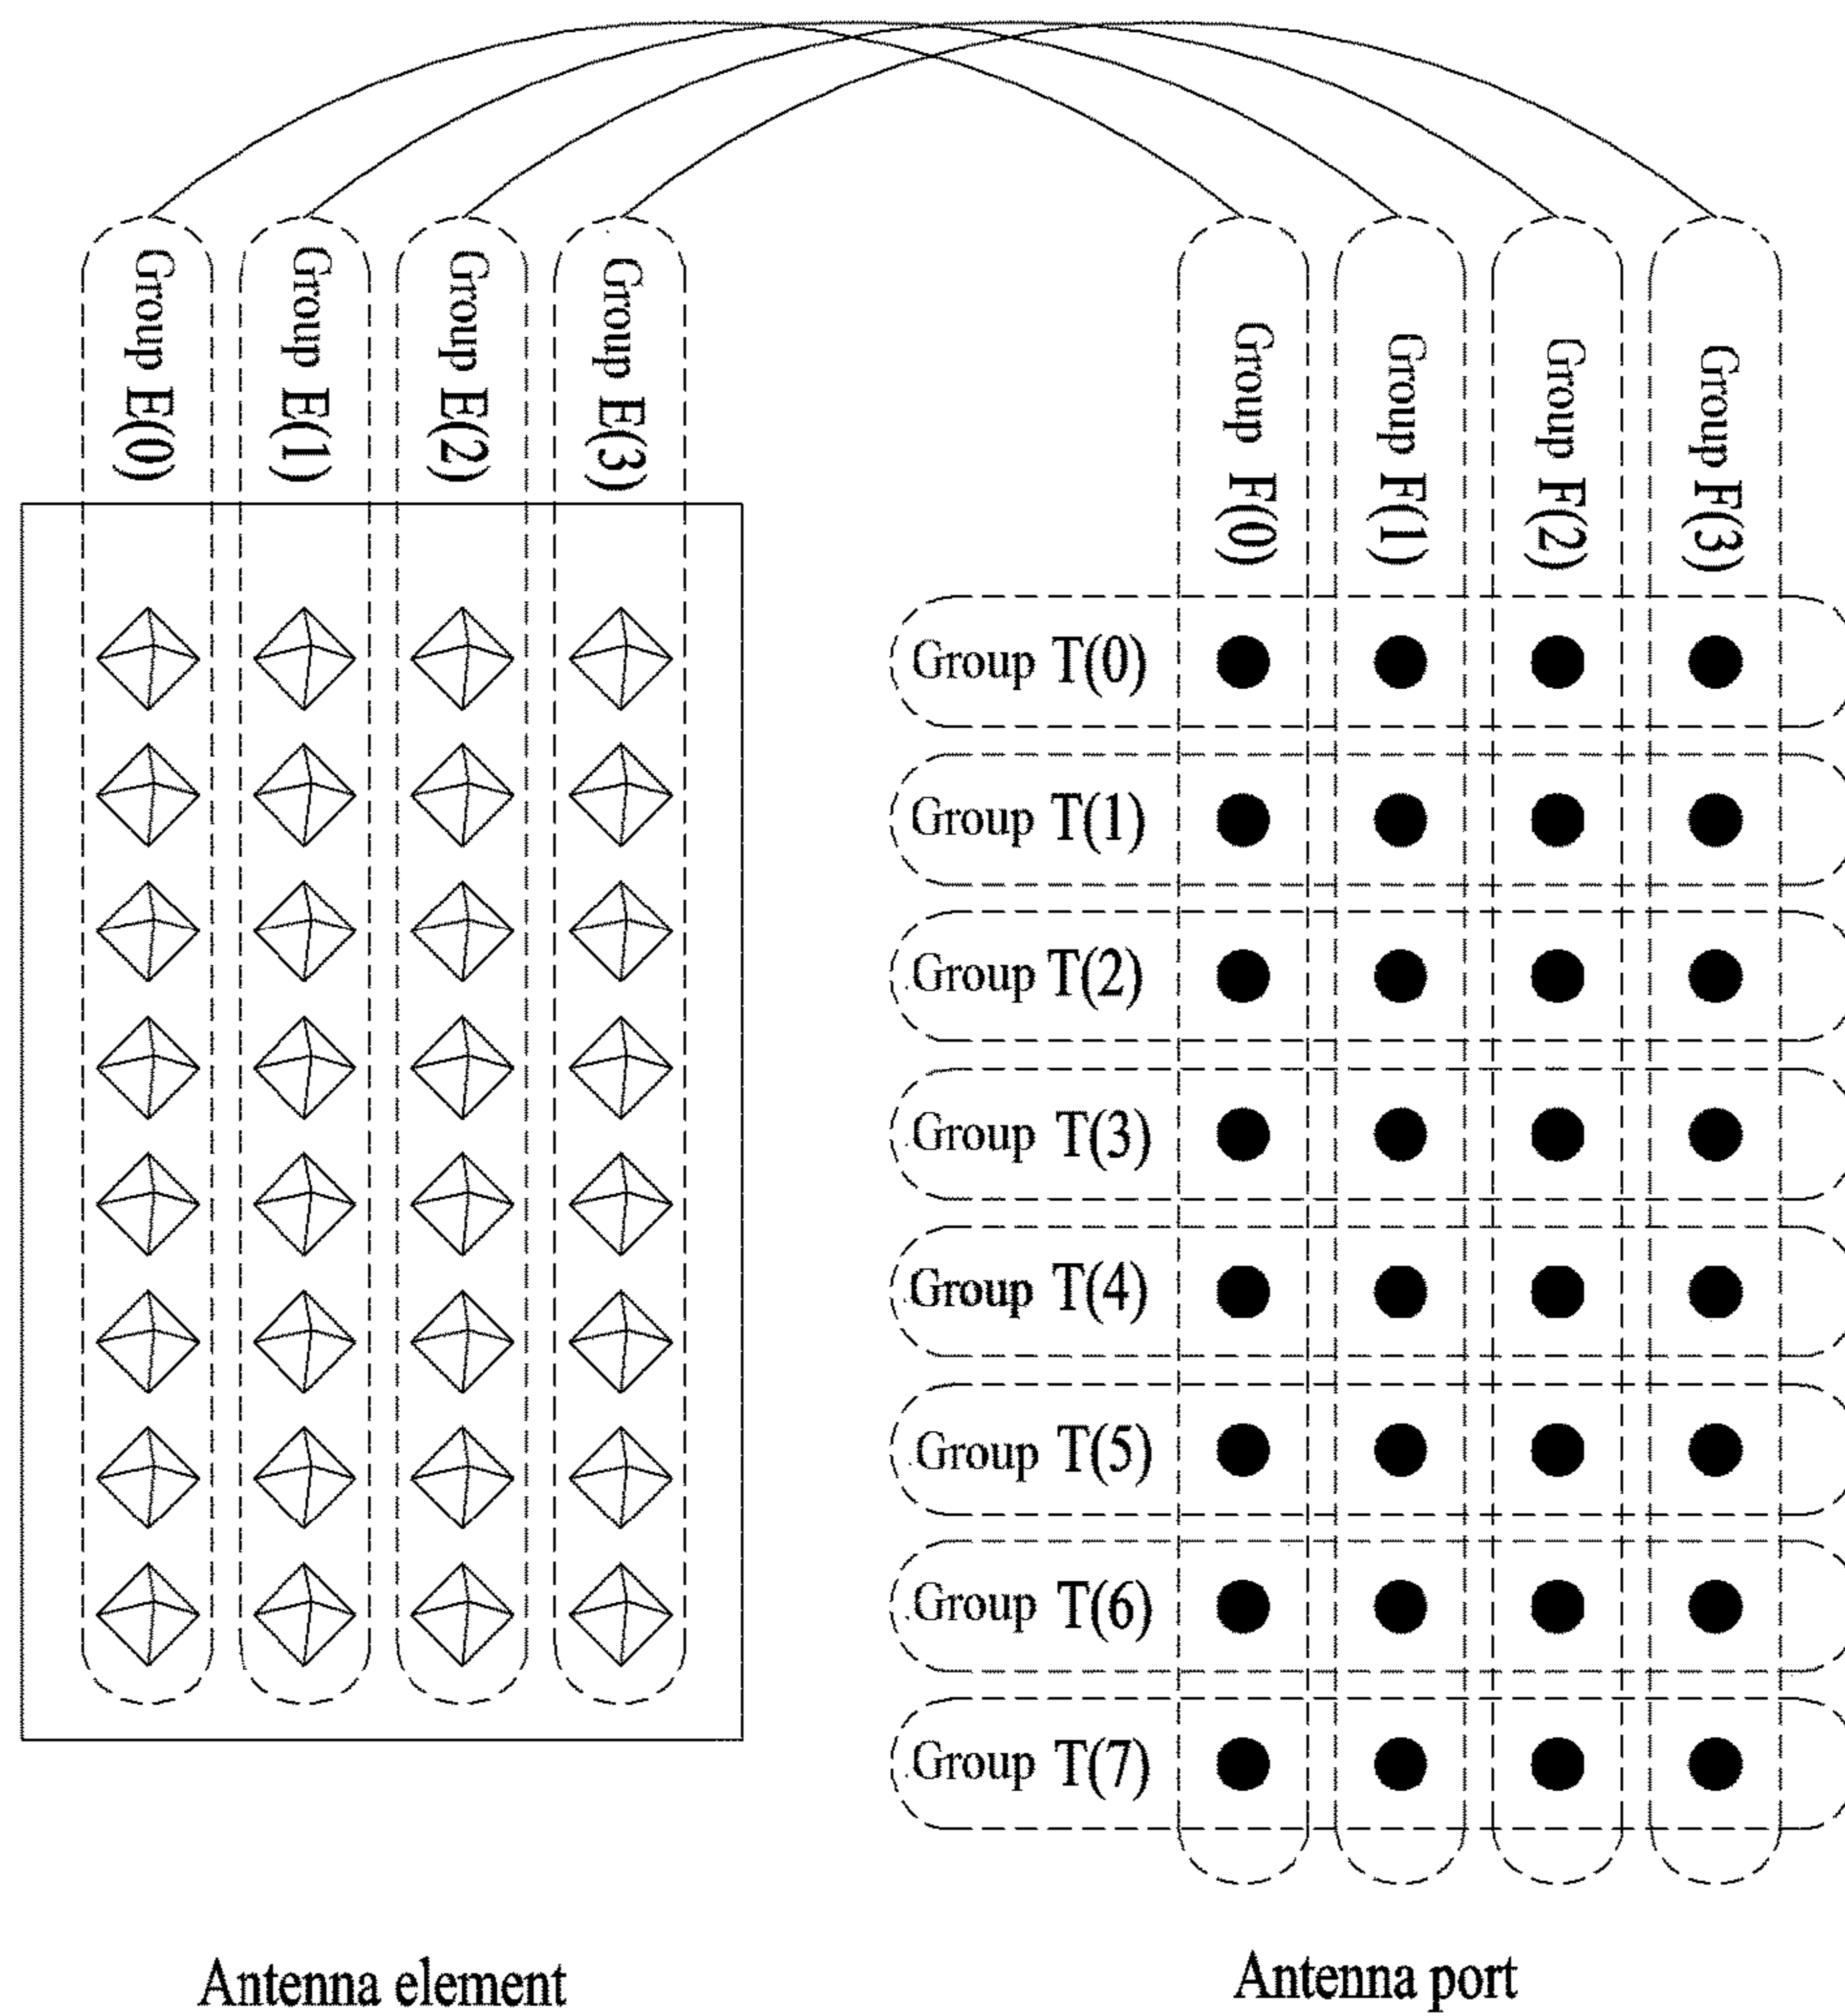 Group E(0)
Group E(1)
Group E(2)
Group E(3)
Group F(0)
Group F(1)
Group F(2)
Group F(3)
Group T(0)
Group T(1)
Group T(2)
Group T(3)
Group T(4)
Group T(5)
Group T(6)
Group T(7)
Antenna element
Antenna port